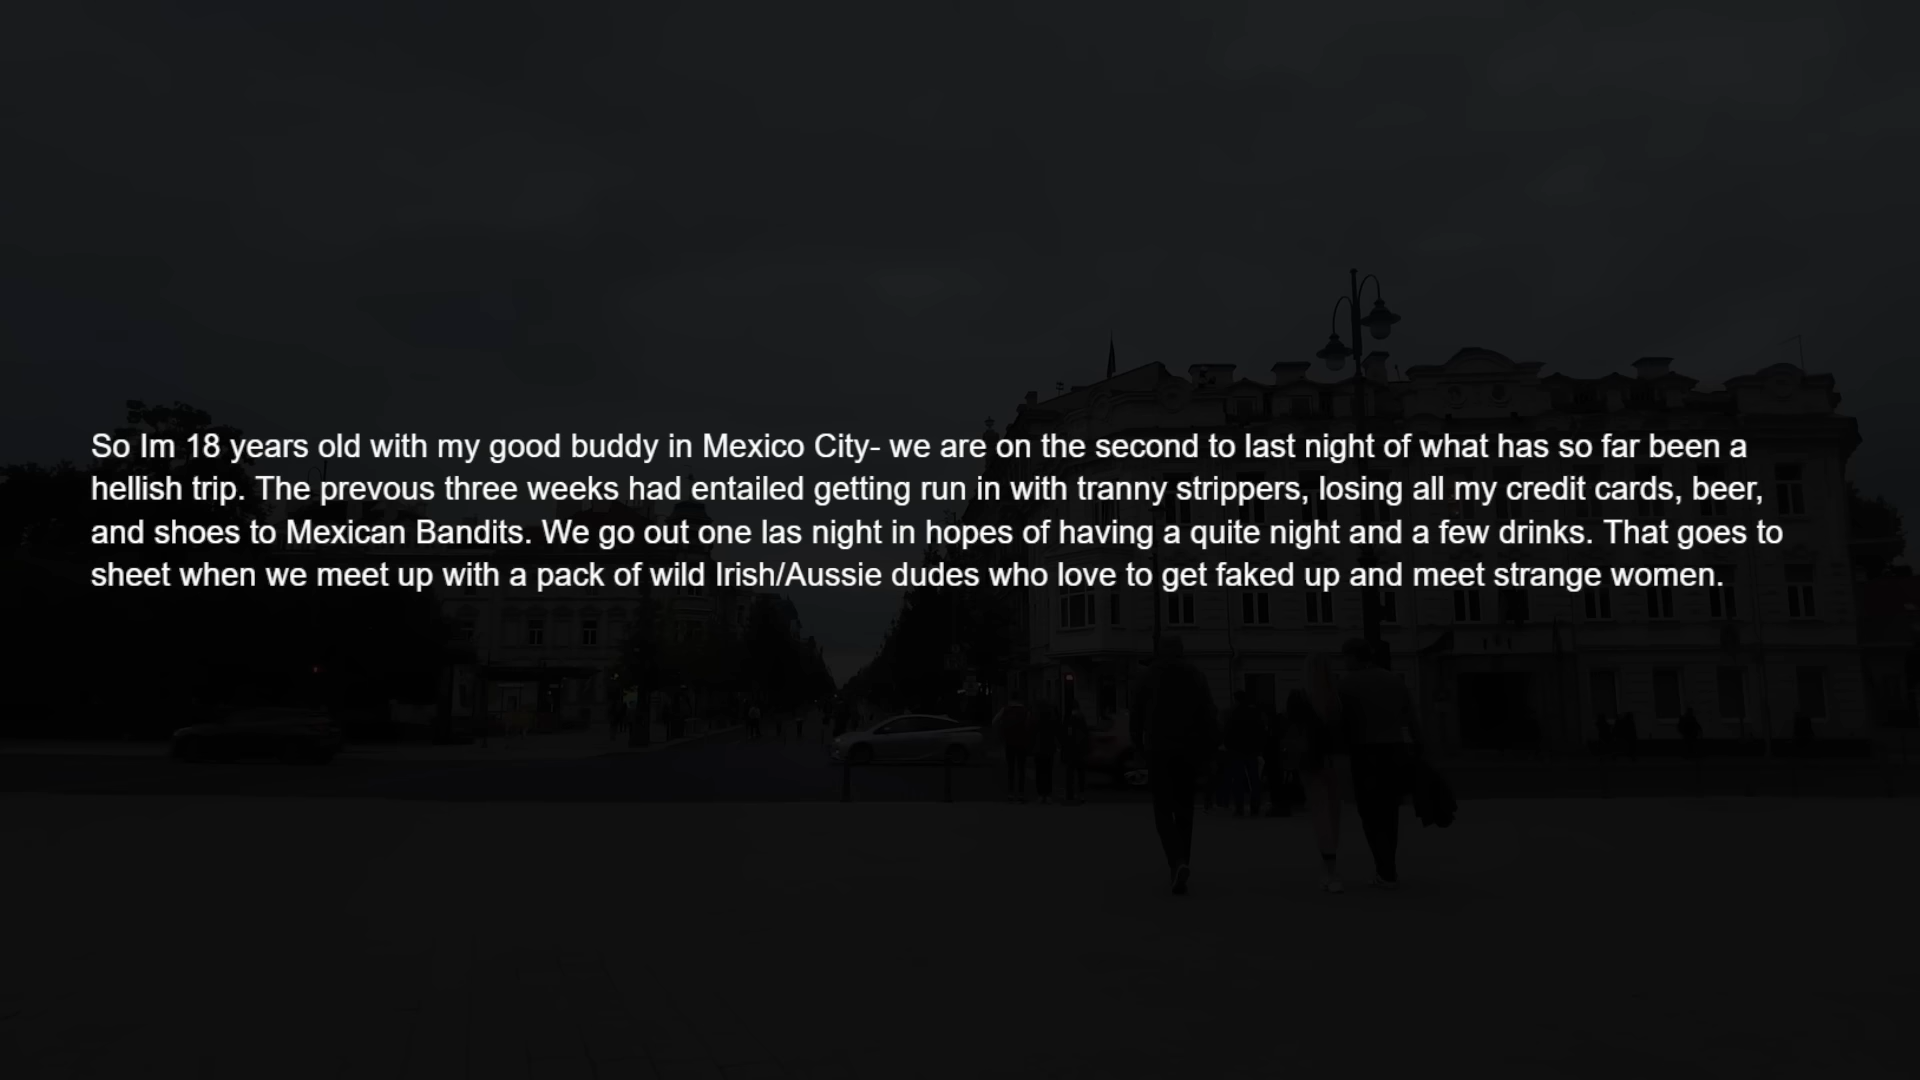 So Im 18 years old with my good buddy in Mexico City- we are on the second to last night of what has so far been a
hellish trip. The prevous three weeks had entailed getting run in with tranny strippers, losing all my credit cards, beer,
and shoes to Mexican Bandits. We go out one las night in hopes of having a quite night and a few drinks. That goes to
sheet when we meet up with a pack of wild Irish/Aussie dudes who love to get faked up and meet strange women.